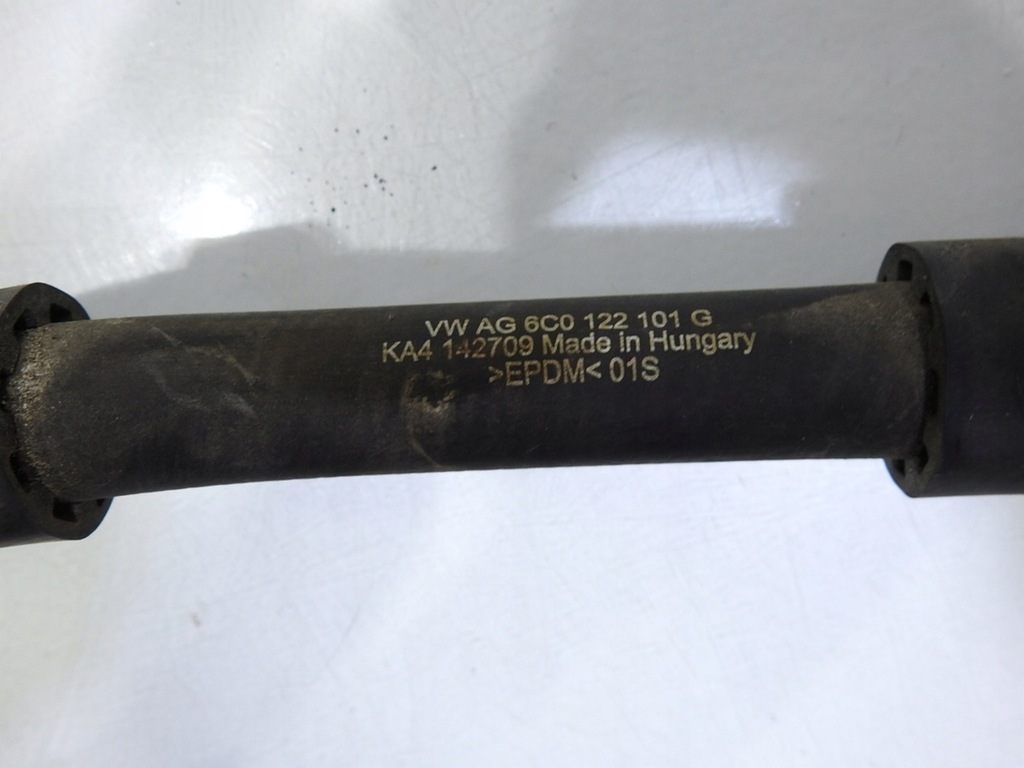 VW AG 6C0 122 101 G
KA4 142709 Made in Hungary
>EPDM< 01S